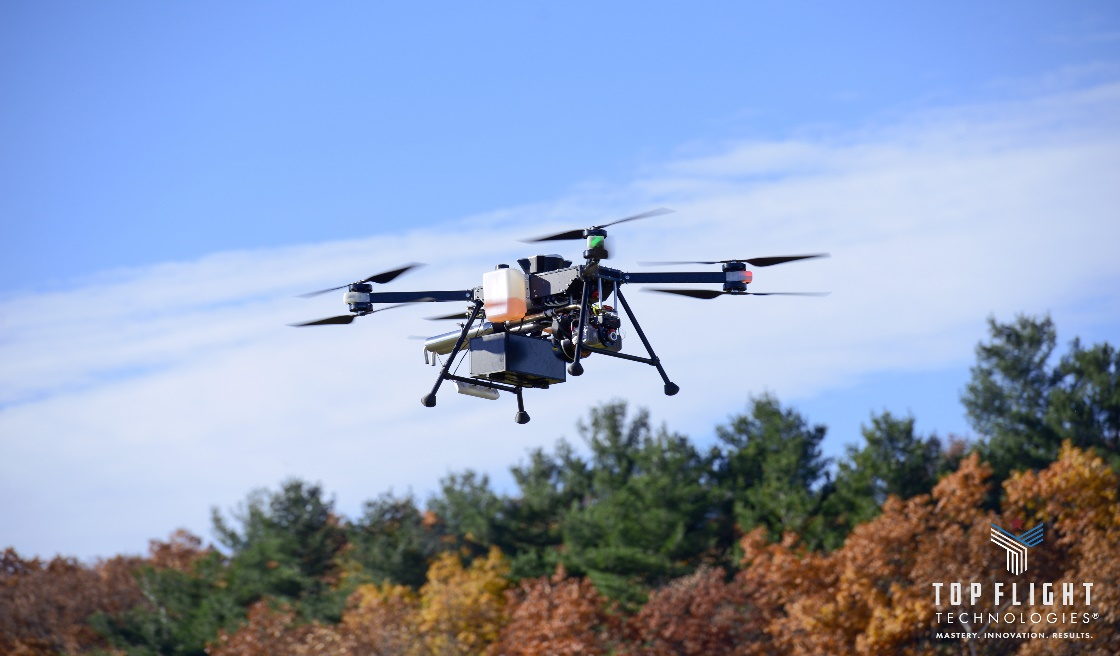 TOP FLIGHT
TECHNOLOGIES®
MASTERY. INNOVATION. RESULTS.